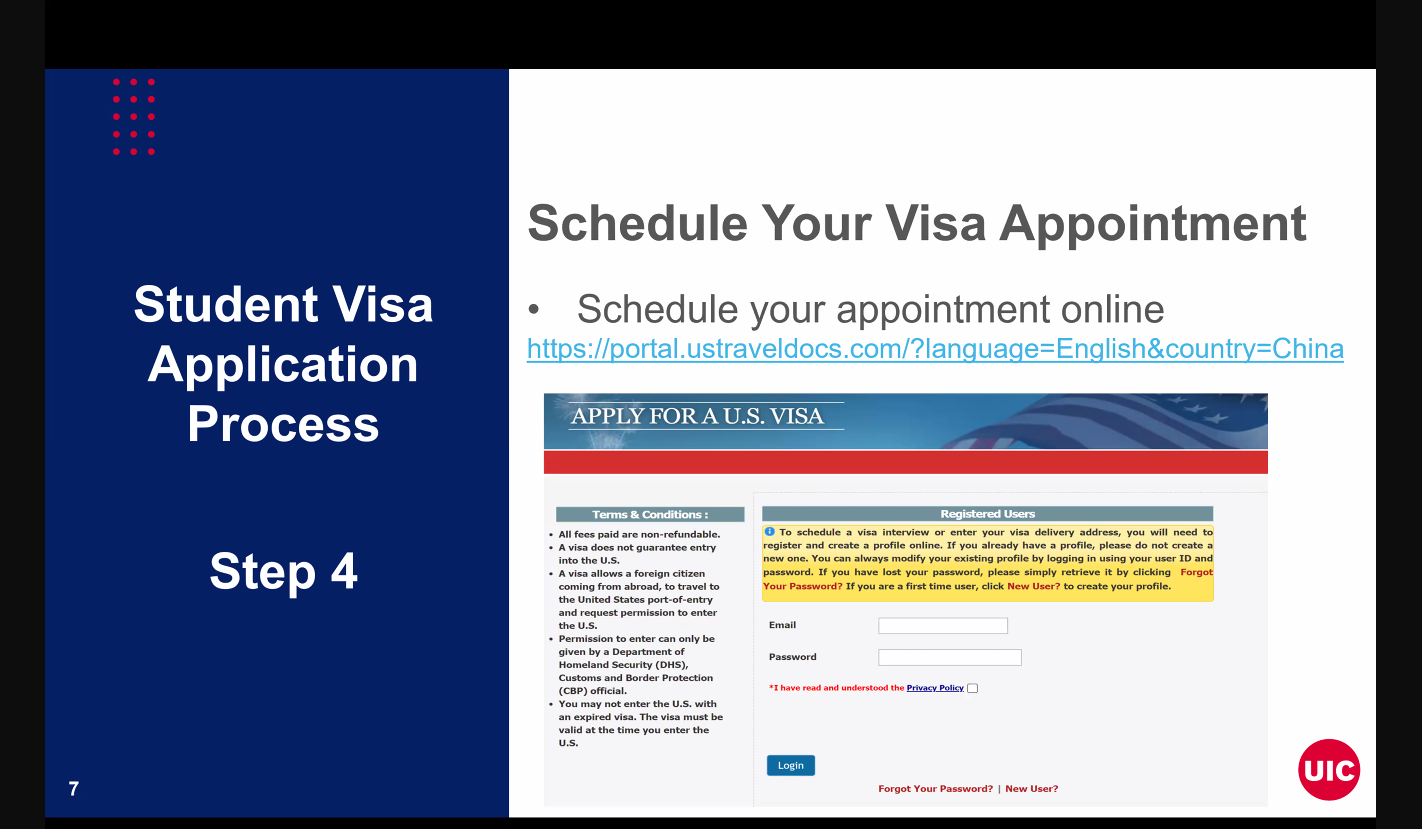 Student Visa
Application
Process
Step 4
7
Schedule Your Visa Appointment
• Schedule your appointment online
https://portal.ustraveldocs.com/?language=English&country=China
APPLY FOR A U.S. VISA
Terms & Conditions :
• All fees paid are non-refundable.
• A visa does not guarantee entry
into the U.S.
• A visa allows a foreign citizen
coming from abroad, to travel to
the United States port-of-entry
and request permission to enter
the U.S.
• Permission to enter can only be
given by a Department of
Homeland Security (DHS),
Customs and Border Protection
(CBP) official.
• You may not enter the U.S. with
an expired visa. The visa must be
valid at the time you enter the
U.S.
Registered Users
To schedule a visa interview or enter your visa delivery address, you will need to
register and create a profile online. If you already have a profile, please do not create a
new one. You can always modify your existing profile by logging in using your user ID and
password. If you have lost your password, please simply retrieve it by clicking Forgot
Your Password? If you are a first time user, click New User? to create your profile.
Email
Password
*I have read and understood the Privacy Policy
Login
Forgot Your Password? | New User?
UIC